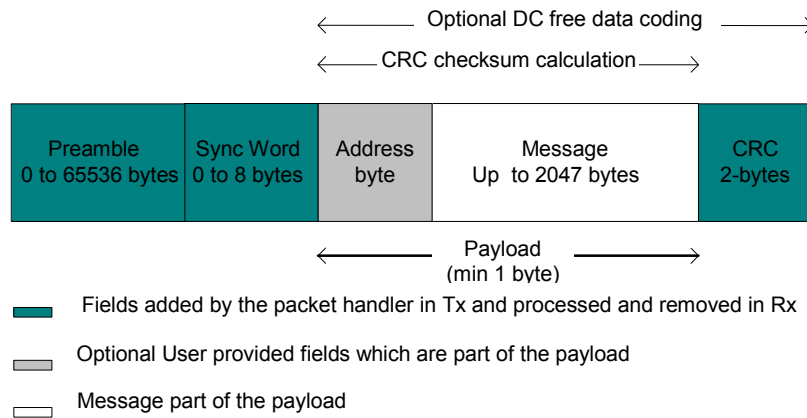 Optional DC free data coding
CRC checksum calculation
Preamble
0 to 65536 bytes
Sync Word
0 to 8 bytes
Address
byte
Message
Up to 2047 bytes
CRC
2-bytes
Payload
(min 1 byte)
Fields added by the packet handler in Tx and processed and removed in Rx
Optional User provided fields which are part of the payload
Message part of the payload